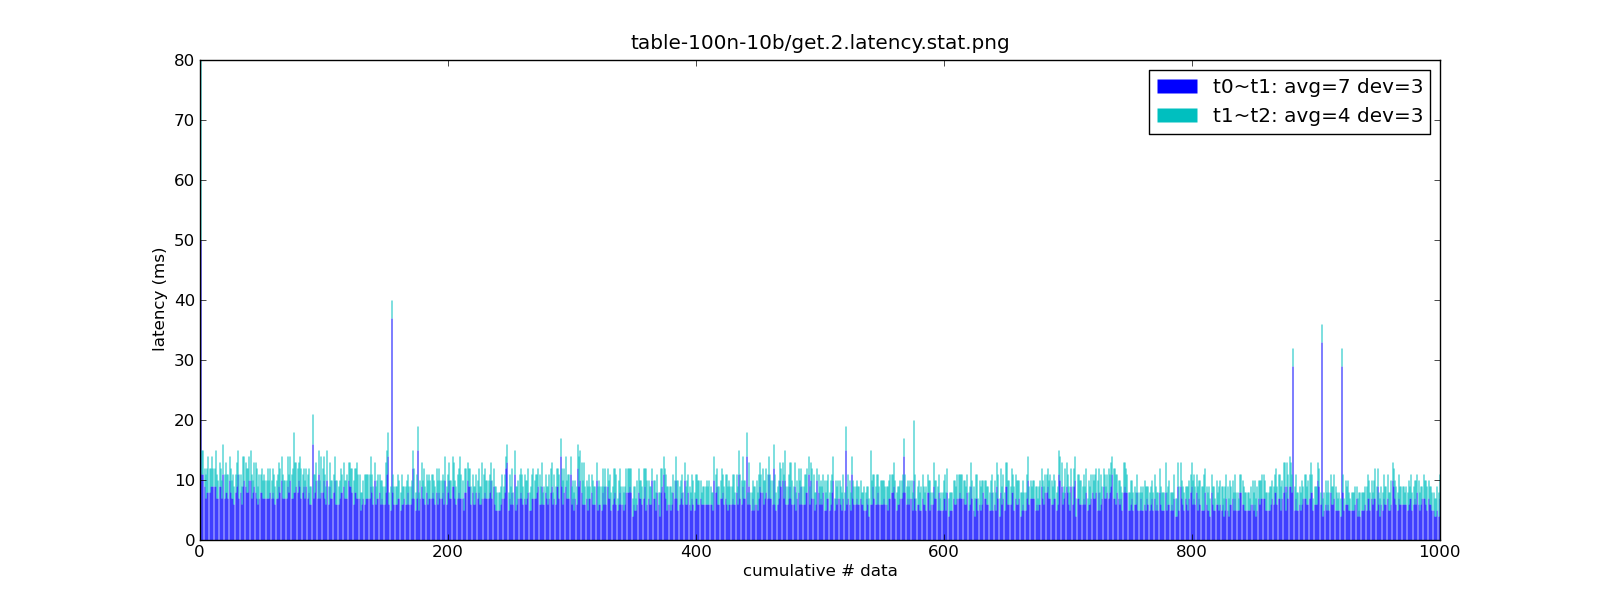 table-100n-10b/get.2.latency.stat.png
t0~t1: avg=7 dev=3
t1~t2: avg=4 dev=3
latency (ms)
80
70
60
50
40
30
20
10
0
0 200 400 600 800 1000
cumulative # data